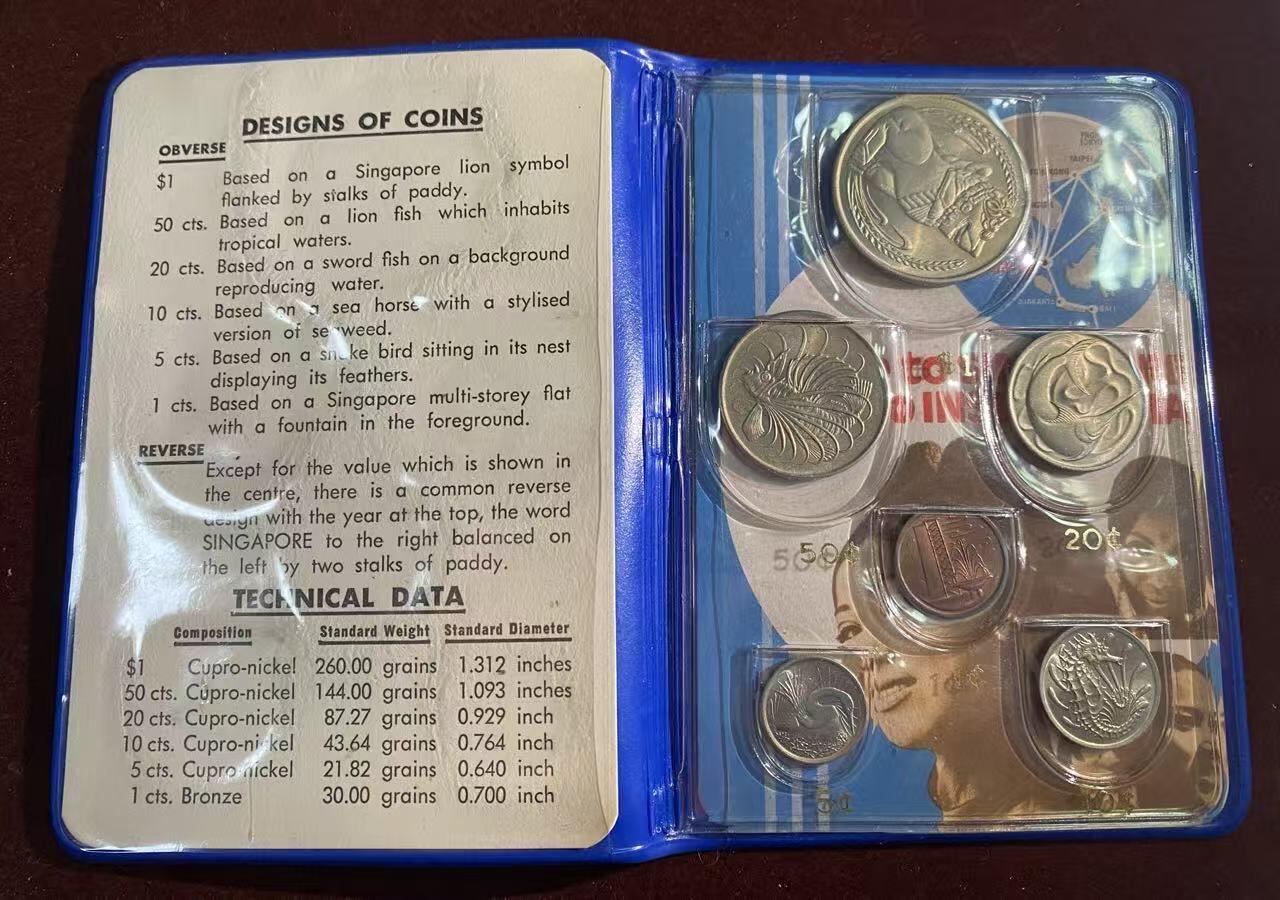 DESIGNS OF COINS
OBVERSE
$1 Based on a Singapore lion symbol
flanked by stalks of paddy.
50 cts. Based on a lion fish which inhabits
tropical waters.
20 cts. Based on a sword fish on a background
reproducing water.
10 cts. Based on a sea horse with a stylised
version of seaweed.
5 cts. Based on a snake bird sitting in its nest
displaying its feathers.
1 cts. Based on a Singapore multi-storey flat
with a fountain in the foreground.
REVERSE
Except for the value which is shown in
the centre, there is a common reverse
design with the year at the top, the word
SINGAPORE to the right balanced on
the left by two stalks of paddy.
TECHNICAL DATA
Composition Standard Weight Standard Diameter
$1 Cupro-nickel 260.00 grains 1.312 inches
50 cts. Cupro-nickel 144.00 grains 1.093 inches
20 cts. Cupro-nickel 87.27 grains 0.929 inch
10 cts. Cupro-nickel 43.64 grains 0.764 inch
5 cts. Cupro-nickel 21.82 grains 0.640 inch
1 cts. Bronze 30.00 grains 0.700 inch
TAIPEI
$1
to
IN
50¢
20¢
1¢
5¢
10¢